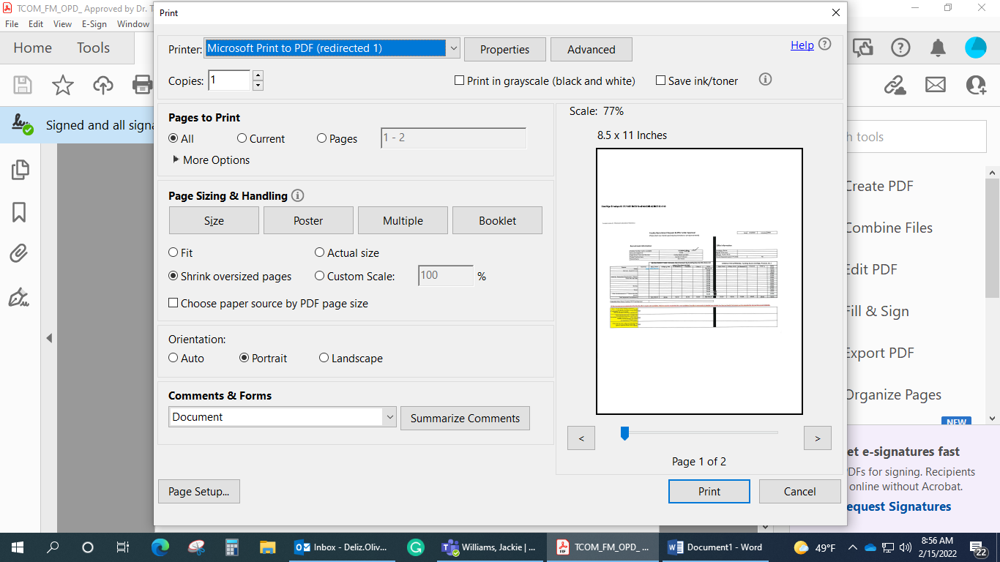 TCOM_FM_OPD_ Approved by Dr. T
Print
File Edit View E-Sign Window
Home Tools
Printer: Microsoft Print to PDF (redirected 1) Properties Advanced Help
Copies: 1 Print in grayscale (black and white) Save ink/toner
Signed and all signa
Pages to Print
All Current Pages 1 - 2
More Options
Page Sizing & Handling
Size Poster Multiple Booklet
Fit Actual size
Shrink oversized pages Custom Scale: 100 %
Choose paper source by PDF page size
Orientation:
Auto Portrait Landscape
Comments & Forms
Document Summarize Comments
Page Setup...
Scale: 77%
8.5 x 11 Inches
< >
Page 1 of 2
Print Cancel
h tools
Create PDF
Combine Files
Edit PDF
Fill & Sign
Export PDF
Organize Pages
NEW
et e-signatures fast
PDFs for signing. Recipients
online without Acrobat.
equest Signatures
Inbox - Deliz.Oliv... Williams, Jackie | ... TCOM_FM_OPD_ ... Document1 - Word 49°F 8:56 AM
2/15/2022 22